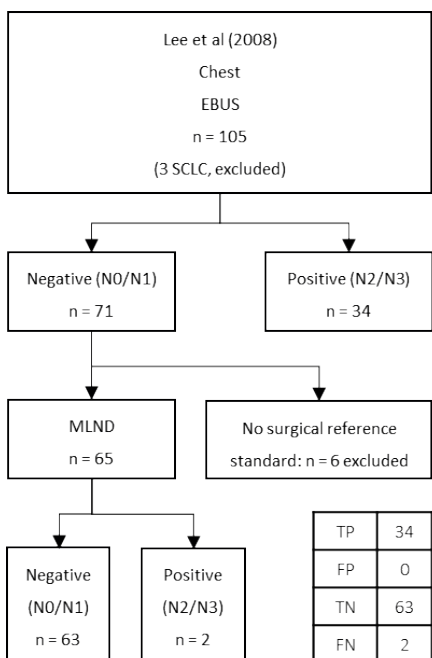 Lee et al (2008)
Chest
EBUS
n = 105
(3 SCLC, excluded)
Negative (N0/N1)
n = 71
Positive (N2/N3)
n = 34
MLND
n = 65
No surgical reference
standard: n = 6 excluded
Negative
(N0/N1)
n = 63
Positive
(N2/N3)
n = 2
TP 34
FP 0
TN 63
FN 2